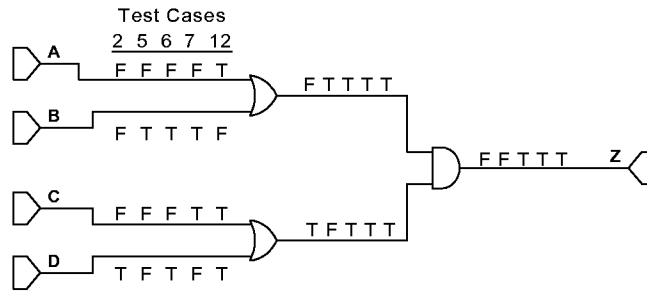 Test Cases
2 5 6 7 12
A
F F F F T
F T T T T
B
F T T T F
F F T T T
Z
C
F F F T T
T F T T T
D
T F T F T